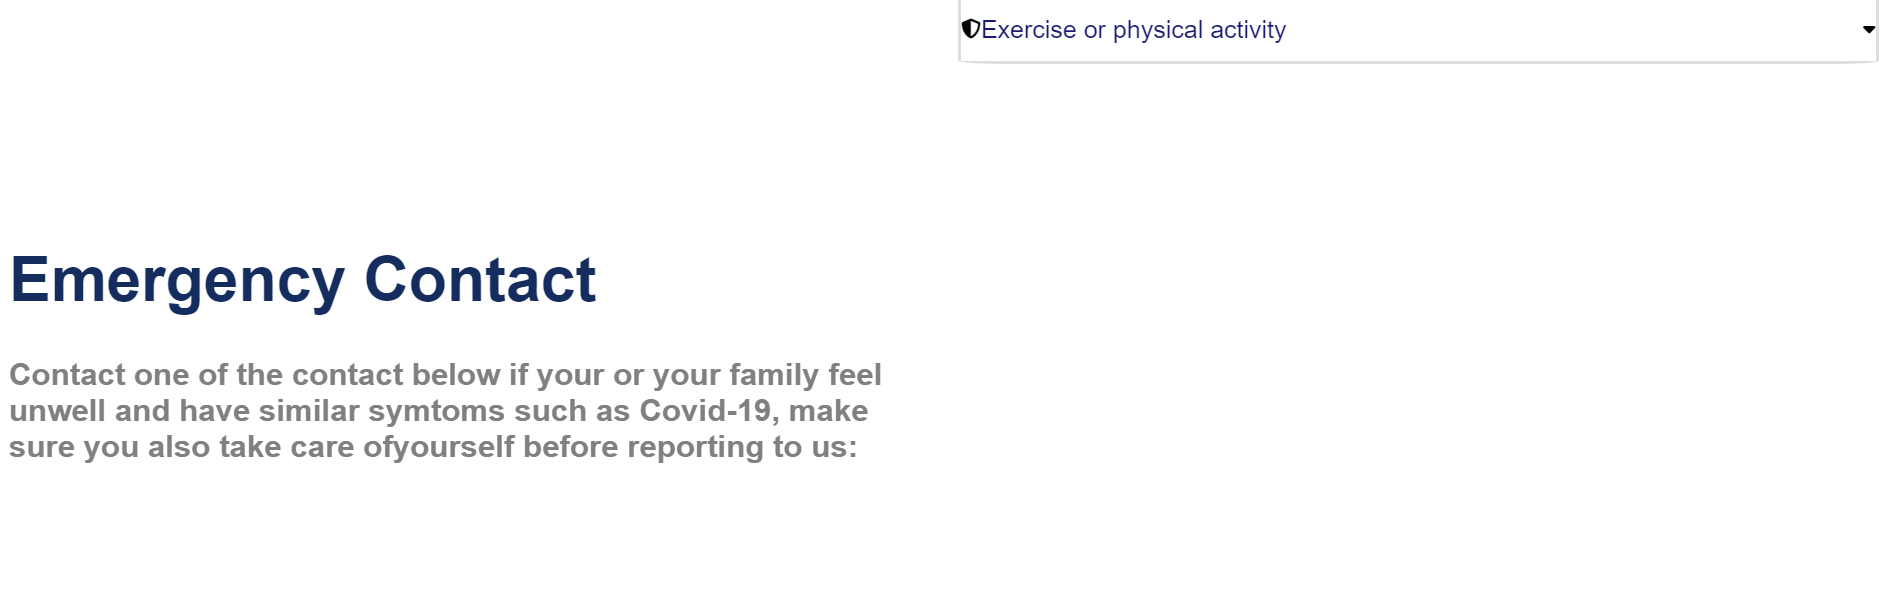 Exercise or physical activity
Emergency Contact
Contact one of the contact below if your or your family feel
unwell and have similar symtoms such as Covid-19, make
sure you also take care ofyourself before reporting to us: